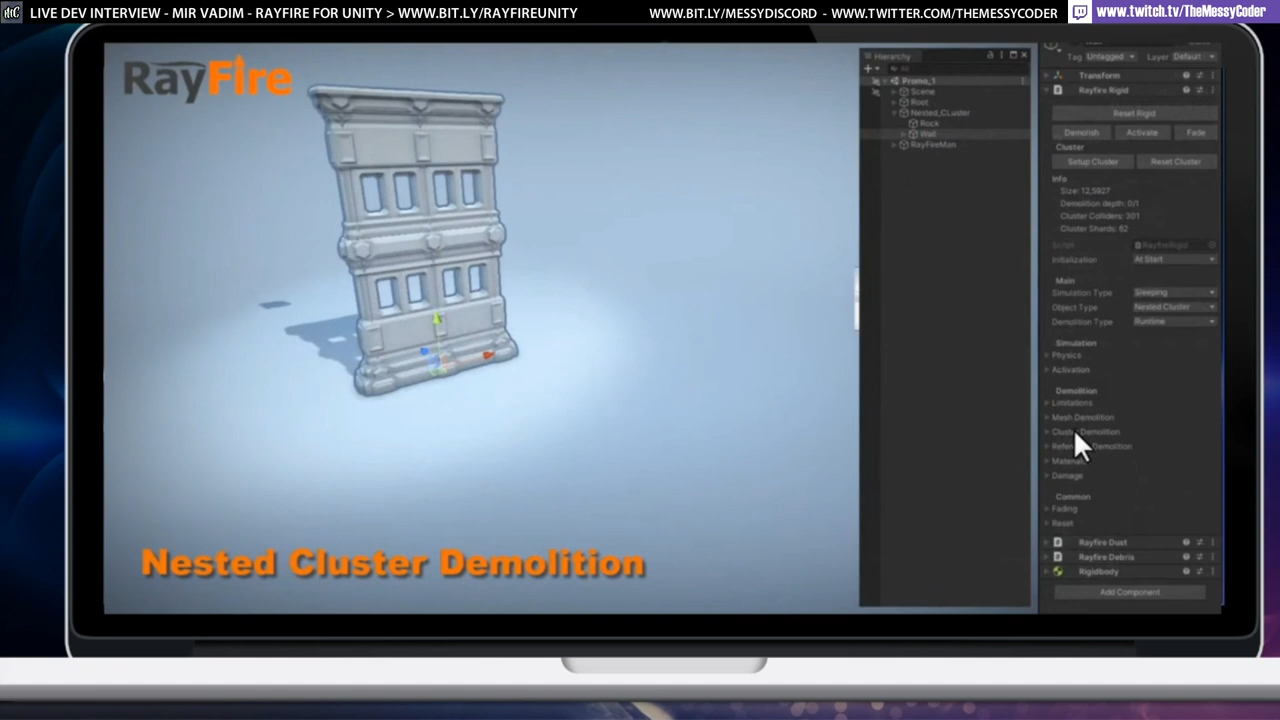 LIVE DEV INTERVIEW - MIR VADIM - RAYFIRE FOR UNITY > WWW.BIT.LY/RAYFIREUNITY
WWW.BIT.LY/MESSYDISCORD - WWW.TWITTER.COM/THEMESSYCODER
www.twitch.tv/TheMessyCoder
RayFire
Hierarchy
Promo_1
Scene
Root
Nested_CLuster
Rock
Wall
RayFireMan
Tag Untagged Layer Default
Transform
Rayfire Rigid
Reset Rigid
Demolish Activate Fade
Cluster
Setup Cluster Reset Cluster
Info
Size: 12,5927
Demolition depth: 0/1
Cluster Colliders: 301
Cluster Shards: 62
Script RayfireRigid
Initialization At Start
Main
Simulation Type Sleeping
Object Type Nested Cluster
Demolition Type Runtime
Simulation
Physics
Activation
Demolition
Limitations
Mesh Demolition
Cluster Demolition
Demolition
Damage
Common
Fading
Reset
Rayfire Dust
Rayfire Debris
Rigidbody
Add Component
Nested Cluster Demolition